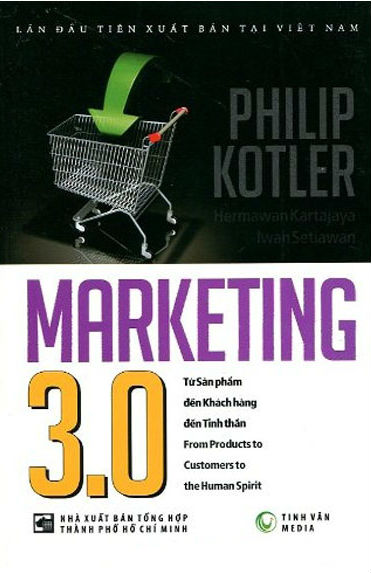 LẦN ĐẦU TIÊN XUẤT BẢN TẠI VIỆT NAM
PHILIP
KOTLER
Hermawan Kartajaya
Iwan Setiawan
MARKETING
3.0
Từ Sản phẩm
đến Khách hàng
đến Tinh thần
From Products to
Customers to
the Human Spirit
NHÀ XUẤT BẢN TỔNG HỢP
THÀNH PHỐ HỒ CHÍ MINH
TINH VĂN
MEDIA